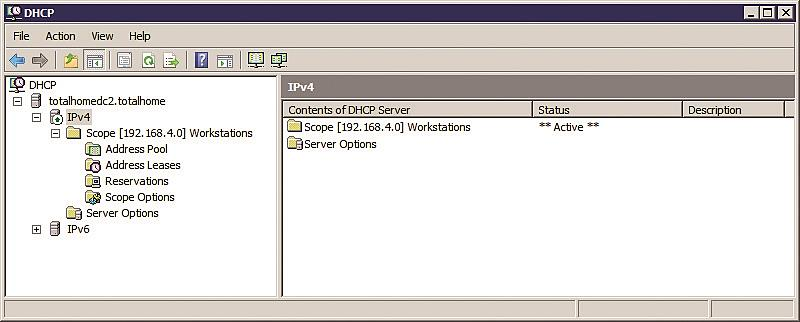 DHCP
File Action View Help
DHCP
totalhomedc2.totalhome
IPv4
Scope [192.168.4.0] Workstations
Address Pool
Address Leases
Reservations
Scope Options
Server Options
IPv6
IPv4
Contents of DHCP Server Status Description
Scope [192.168.4.0] Workstations ** Active **
Server Options